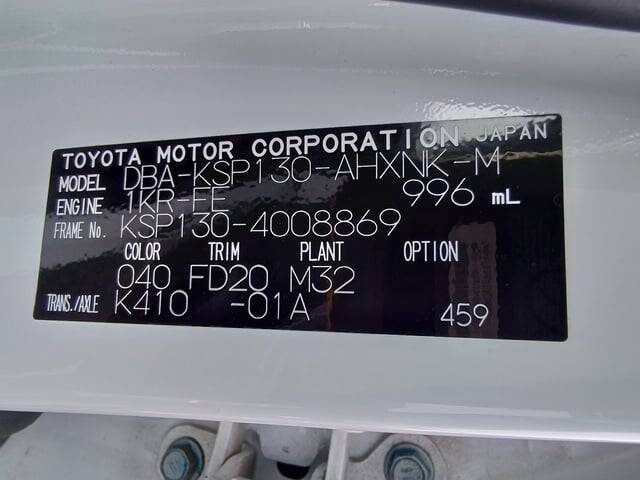 TOYOTA MOTOR CORPORATION JAPAN
MODEL DBA-KSP130-AHXNK-M
ENGINE 1KR-FE 996 mL
FRAME No. KSP130-4008869
COLOR TRIM PLANT OPTION
040 FD20 M32
TRANS./AXLE K410 -01A 459